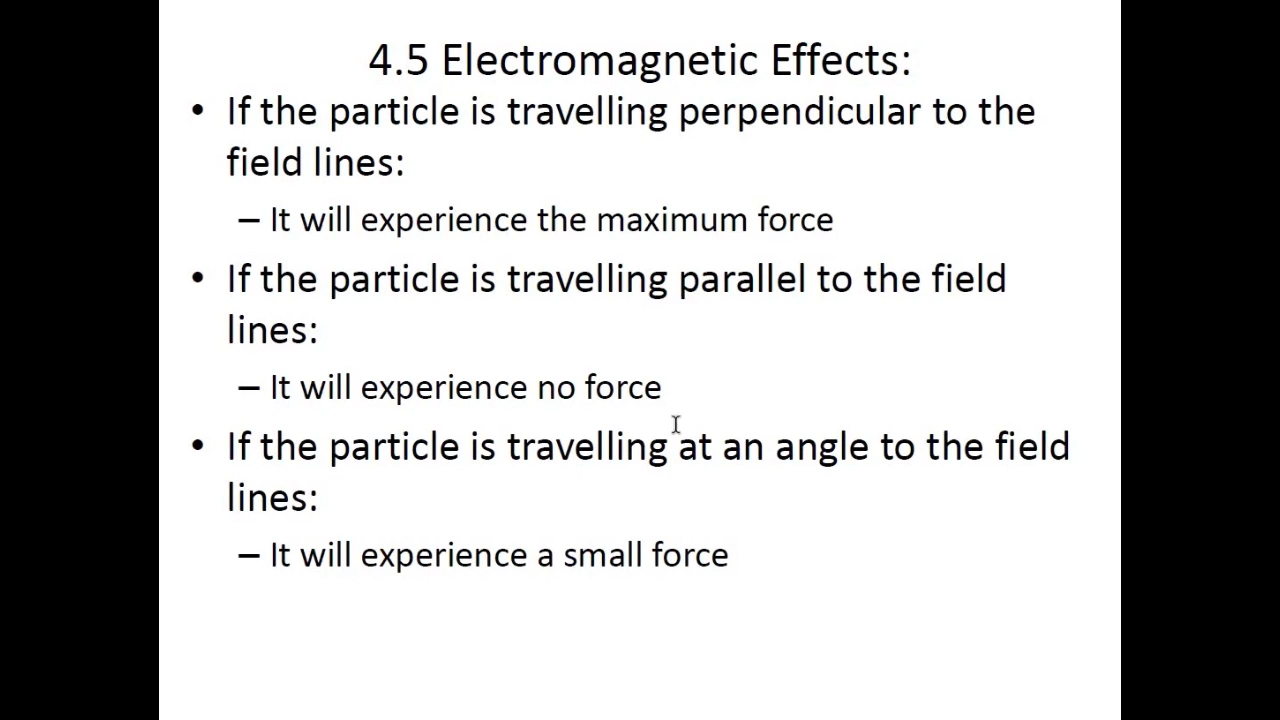 4.5 Electromagnetic Effects:
• If the particle is travelling perpendicular to the
field lines:
– It will experience the maximum force
• If the particle is travelling parallel to the field
lines:
– It will experience no force
• If the particle is travelling at an angle to the field
lines:
– It will experience a small force